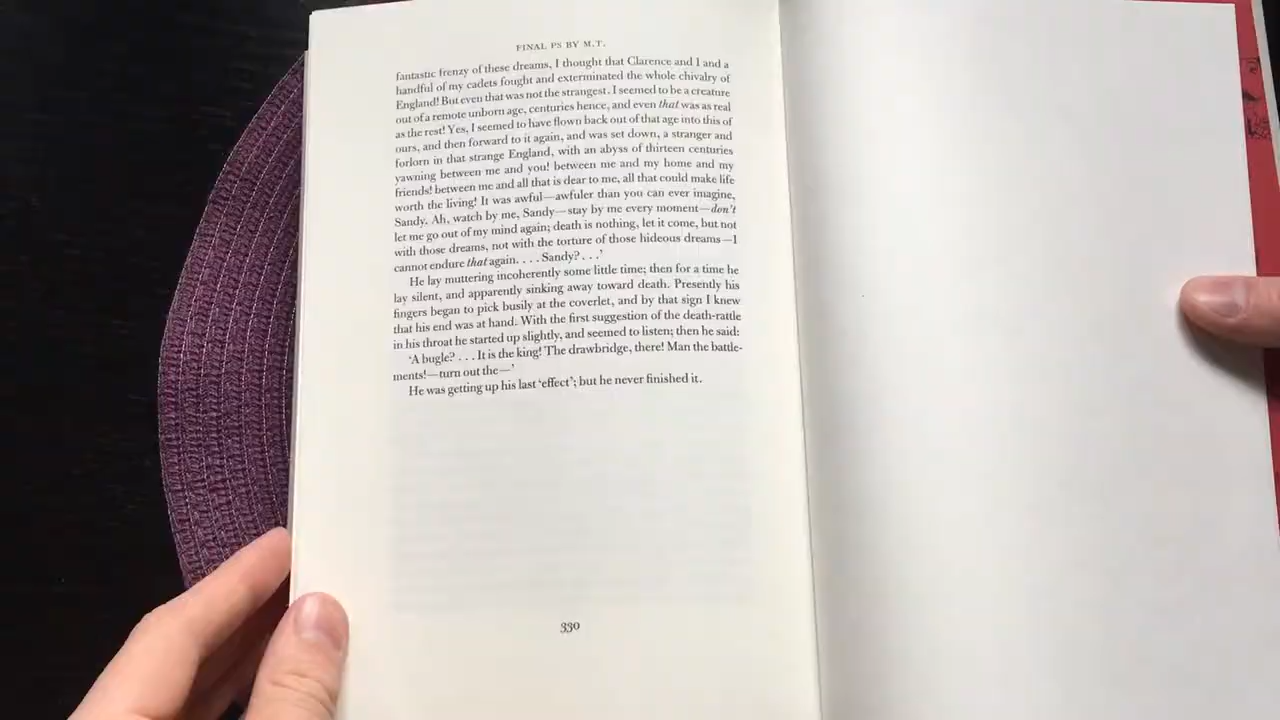 FINAL PS BY M.T.
fantastic frenzy of these dreams, I thought that Clarence and I and a
handful of my cadets fought and exterminated the whole chivalry of
England! But even that was not the strangest. I seemed to be a creature
out of a remote unborn age, centuries hence, and even that was as real
as the rest! Yes, I seemed to have flown back out of that age into this of
ours, and then forward to it again, and was set down, a stranger and
forlorn in that strange England, with an abyss of thirteen centuries
yawning between me and you! between me and my home and my
friends! between me and all that is dear to me, all that could make life
worth the living! It was awful—awfuler than you can ever imagine,
Sandy. Ah, watch by me, Sandy—stay by me every moment—don't
let me go out of my mind again; death is nothing, let it come, but not
with those dreams, not with the torture of those hideous dreams—I
cannot endure that again. . . . Sandy? . . .'
He lay muttering incoherently some little time; then for a time he
lay silent, and apparently sinking away toward death. Presently his
fingers began to pick busily at the coverlet, and by that sign I knew
that his end was at hand. With the first suggestion of the death-rattle
in his throat he started up slightly, and seemed to listen; then he said:
'A bugle? . . . It is the king! The drawbridge, there! Man the battle-
ments!—turn out the—'
He was getting up his last 'effect'; but he never finished it.
330